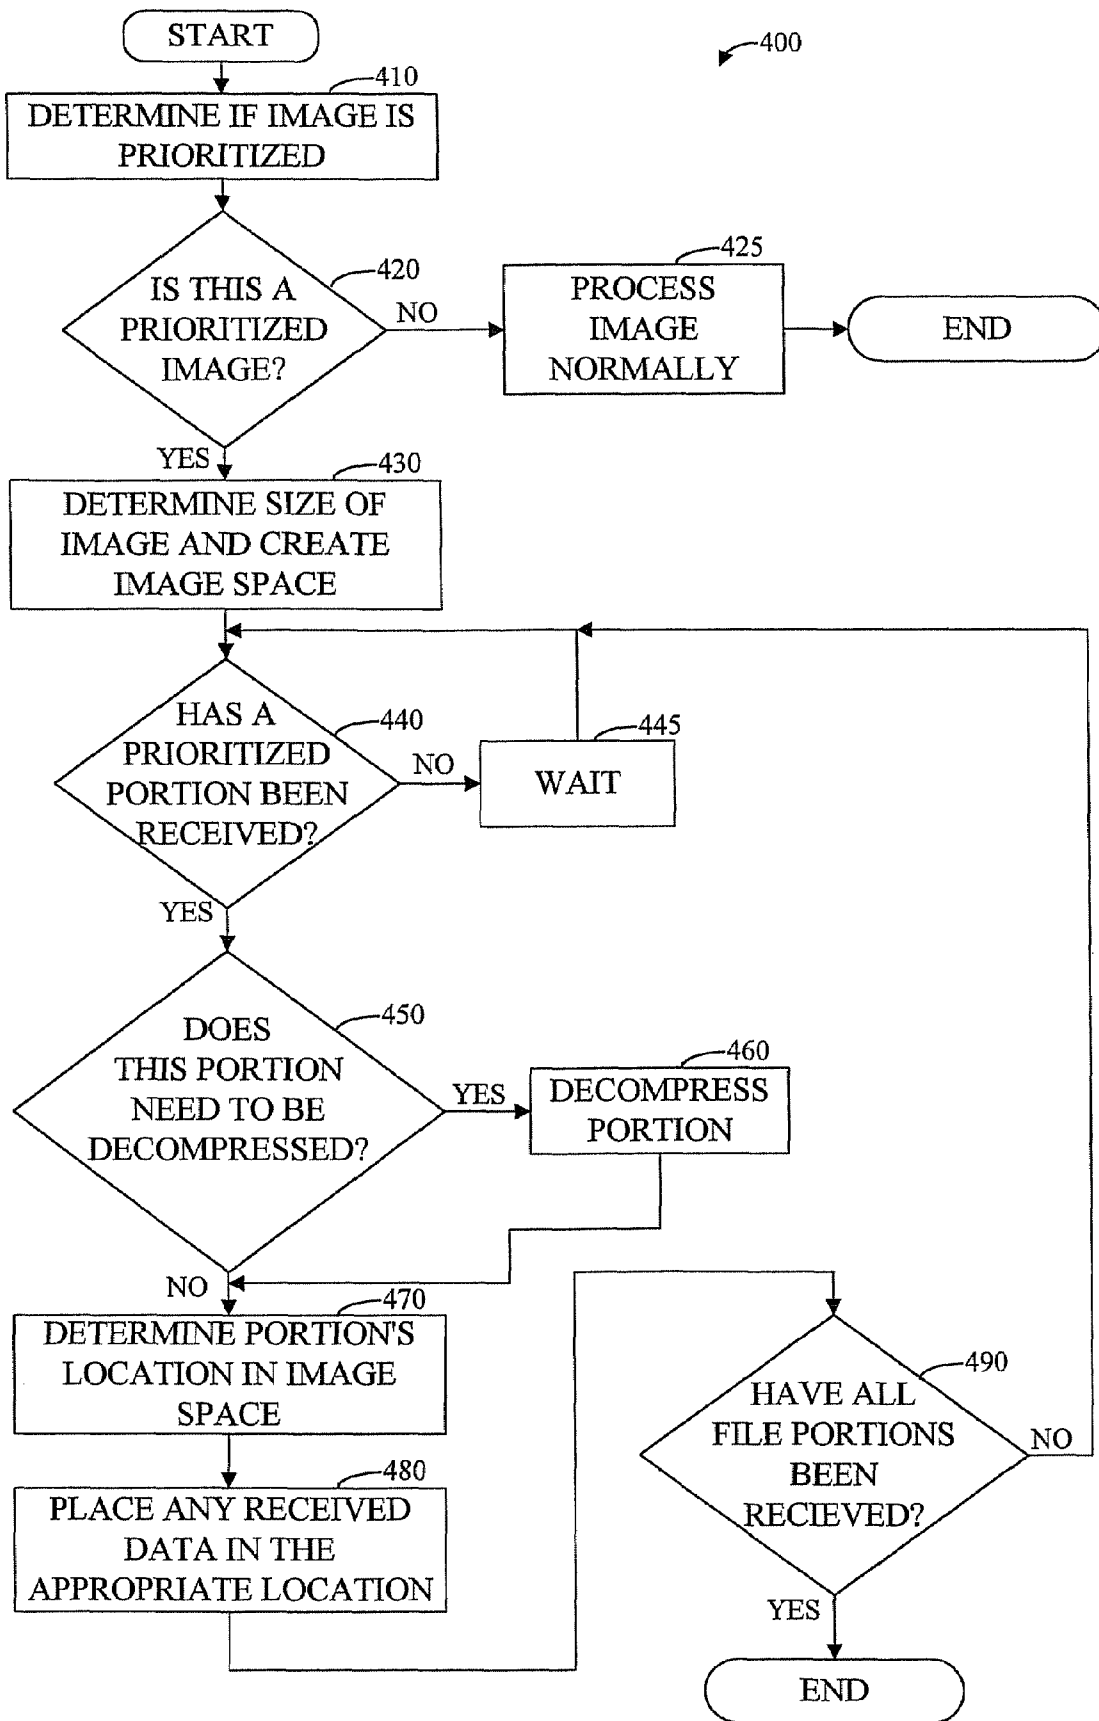 START
400
410
DETERMINE IF IMAGE IS
PRIORITIZED
420
IS THIS A
PRIORITIZED
IMAGE?
NO
425
PROCESS
IMAGE
NORMALLY
END
YES
430
DETERMINE SIZE OF
IMAGE AND CREATE
IMAGE SPACE
440
HAS A
PRIORITIZED
PORTION BEEN
RECEIVED?
NO
445
WAIT
YES
450
DOES
THIS PORTION
NEED TO BE
DECOMPRESSED?
YES
460
DECOMPRESS
PORTION
NO
470
DETERMINE PORTION'S
LOCATION IN IMAGE
SPACE
480
PLACE ANY RECEIVED
DATA IN THE
APPROPRIATE LOCATION
490
HAVE ALL
FILE PORTIONS
BEEN
RECIEVED?
NO
YES
END